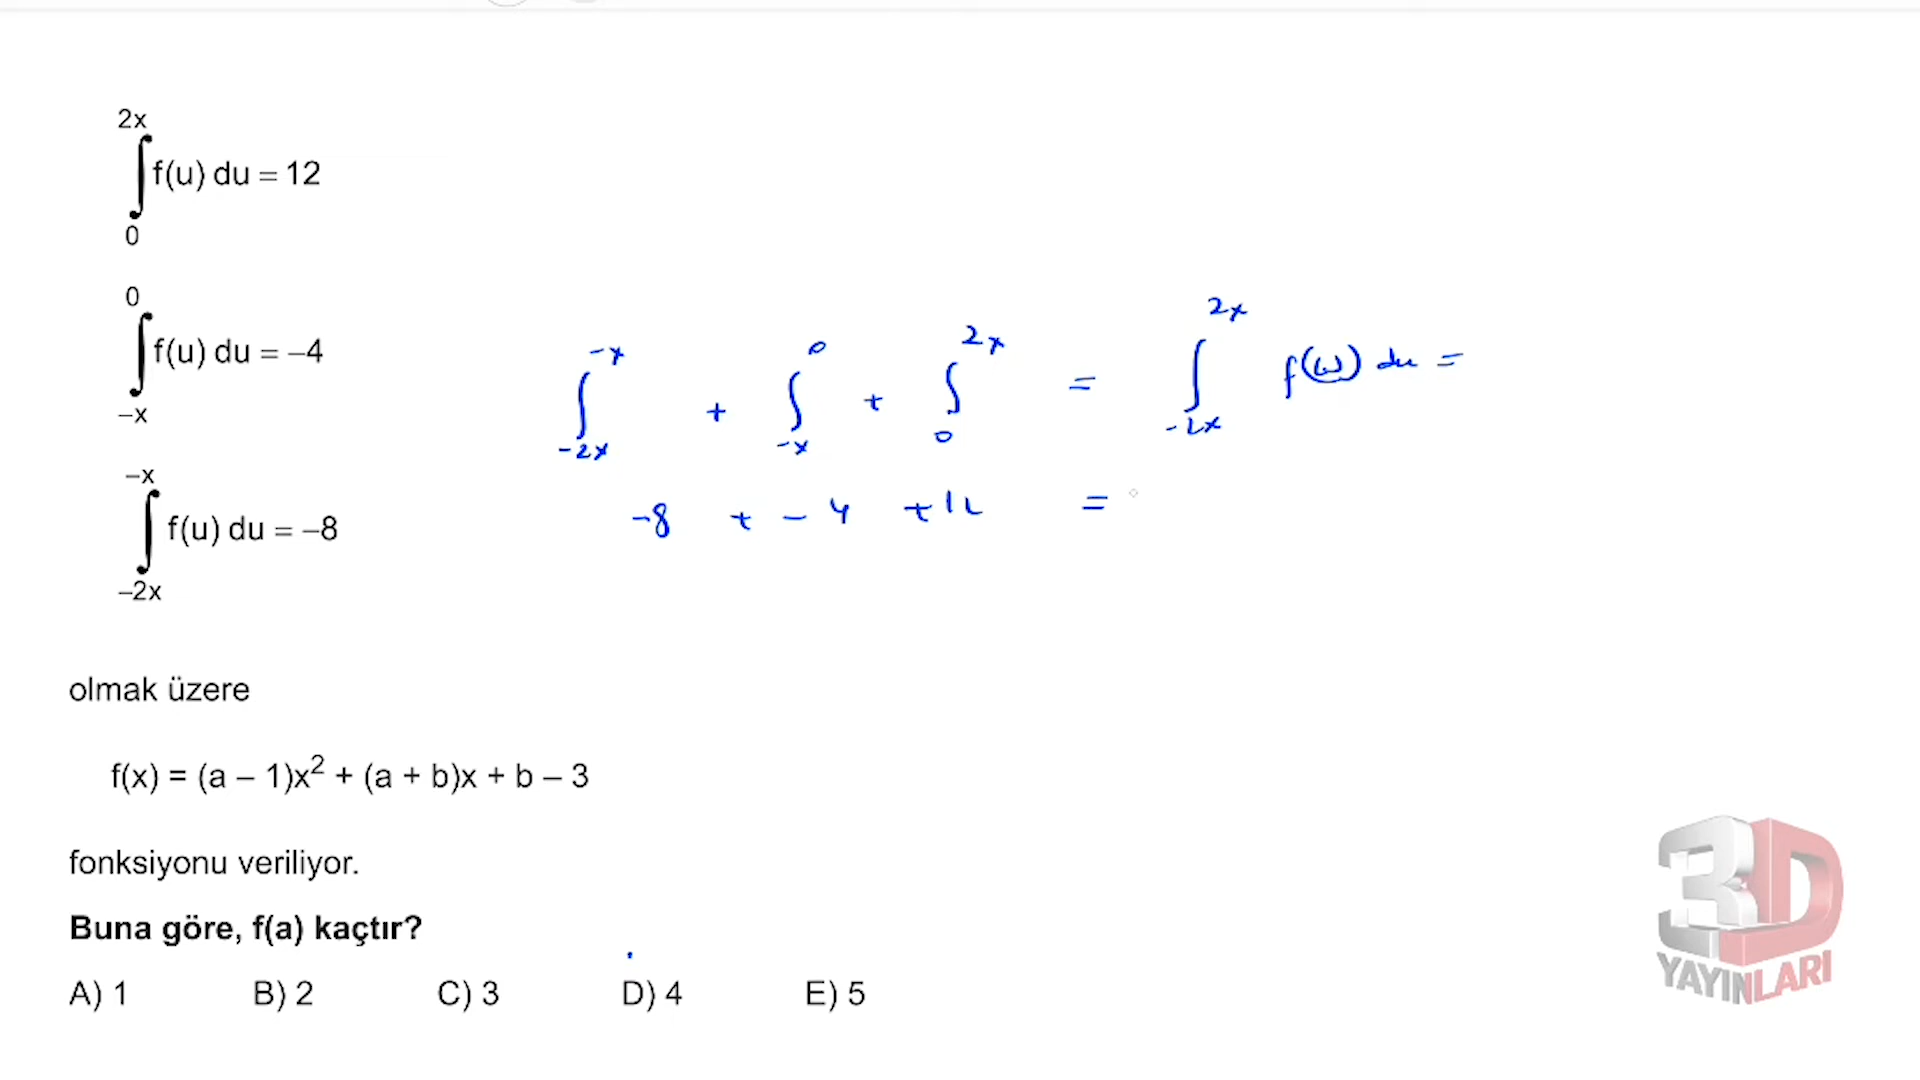 2x
∫ f(u) du = 12
0
0
∫ f(u) du = –4
–x
–x
∫ f(u) du = –8
–2x
-x 0 2x 2x
∫ + ∫ + ∫ = ∫ f(u) du =
-2x -x 0 -2x
-8 + - 4 + 12 =
olmak üzere
f(x) = (a – 1)x² + (a + b)x + b – 3
fonksiyonu veriliyor.
Buna göre, f(a) kaçtır?
A) 1 B) 2 C) 3 D) 4 E) 5
3D
YAYINLARI